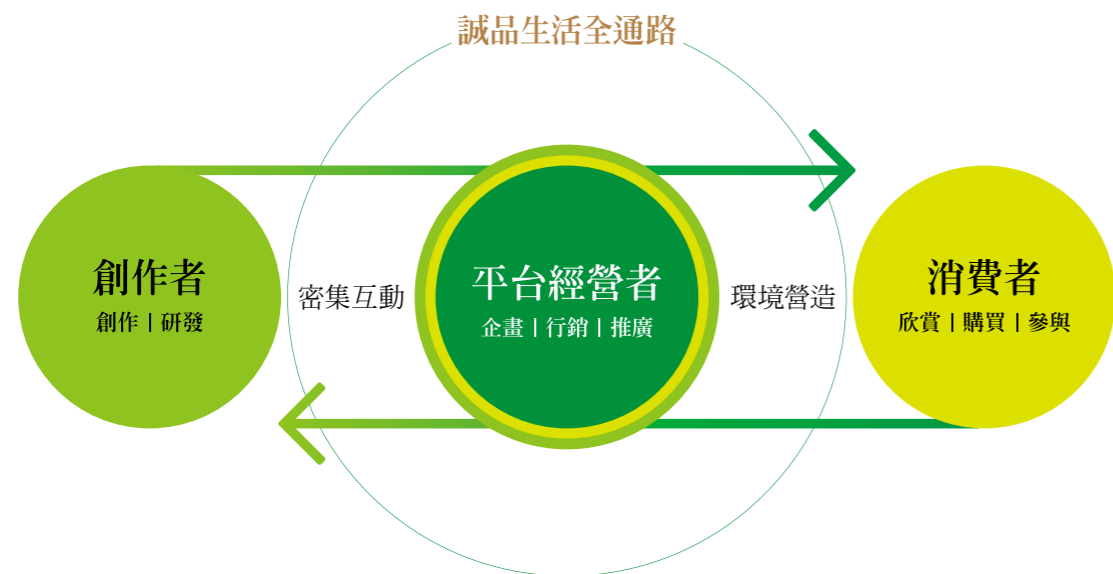 誠品生活全通路
創作者
創作 | 研發
密集互動
平台經營者
企畫 | 行銷 | 推廣
環境營造
消費者
欣賞 | 購買 | 參與